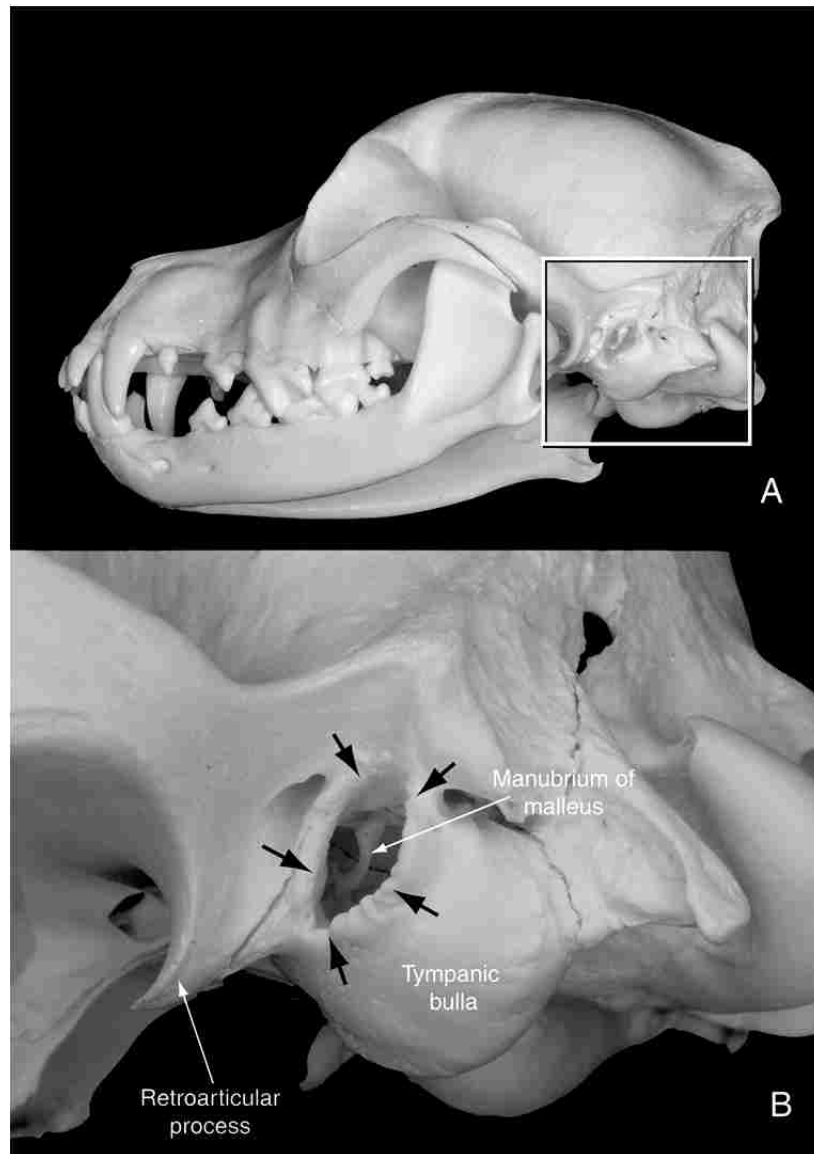 A
Manubrium of
malleus
Tympanic
bulla
Retroarticular
process
B